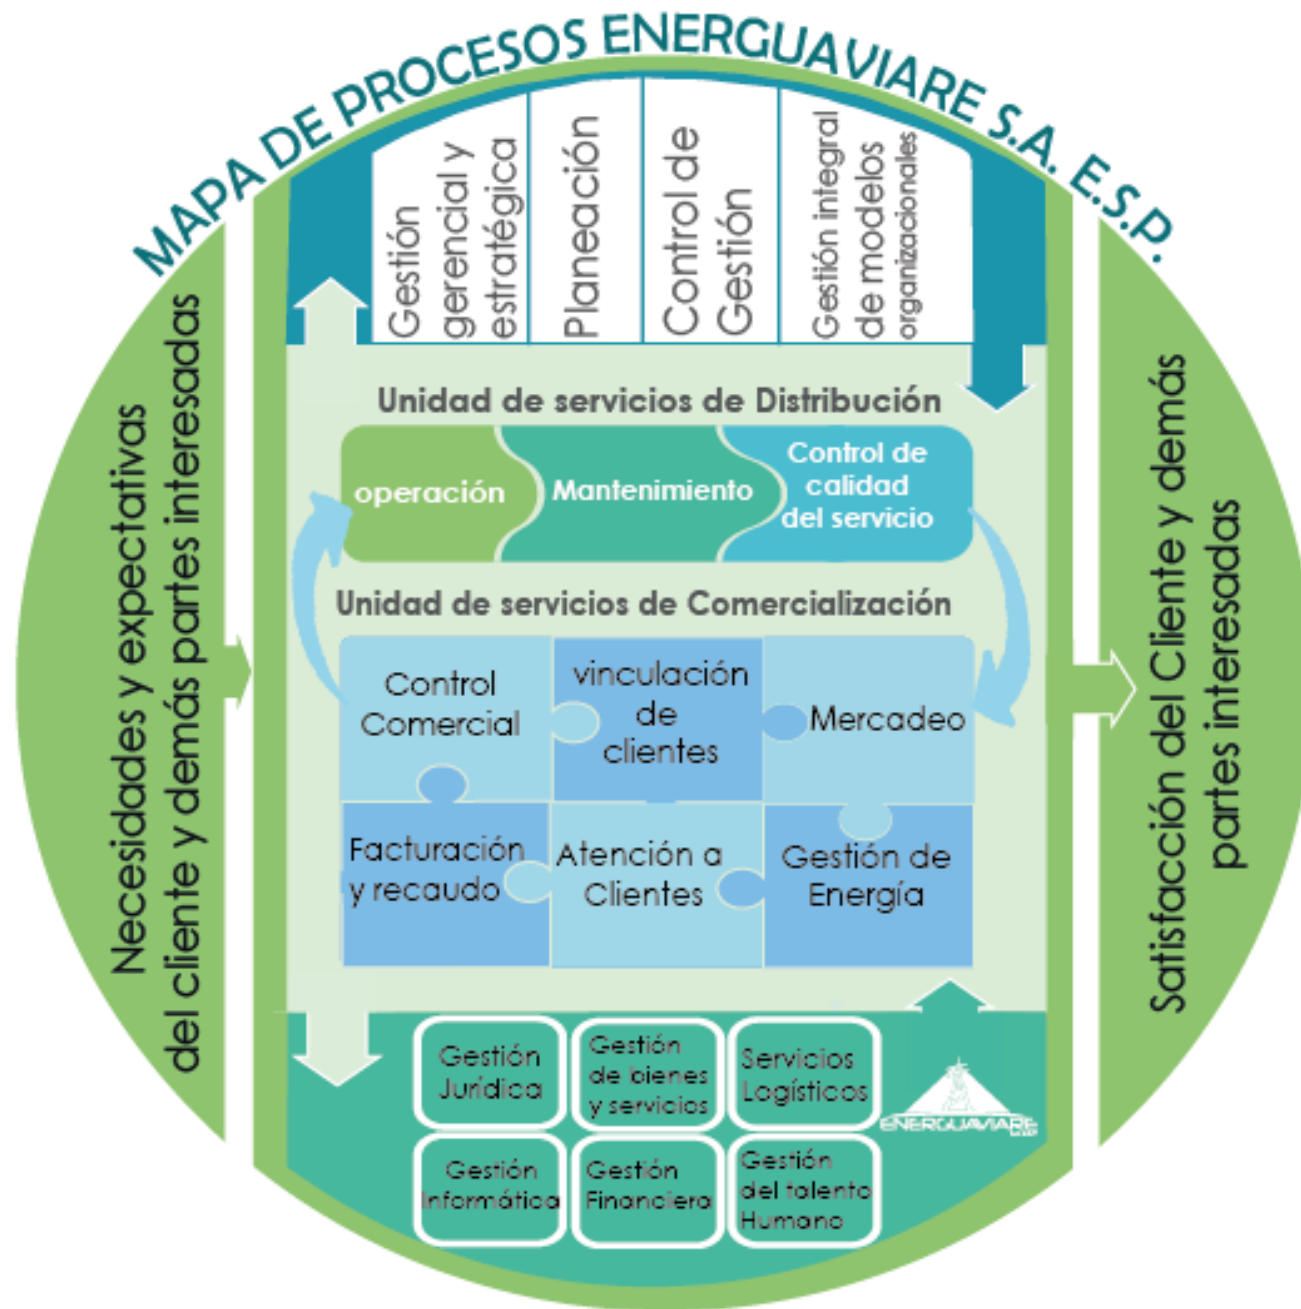 MAPA DE PROCESOS ENERGUAVIARE S.A. E.S.P.
Necesidades y expectativas
del cliente y demás partes interesadas
Gestión
gerencial y
estratégica
Planeación
Control de
Gestión
Gestión integral
de modelos
organizacionales
Unidad de servicios de Distribución
operación
Mantenimiento
Control de
calidad
del servicio
Unidad de servicios de Comercialización
Control
Comercial
vinculación
de
clientes
Mercadeo
Facturación
y recaudo
Atención a
Clientes
Gestión de
Energía
Gestión
Jurídica
Gestión
de bienes
y servicios
Servicios
Logísticos
Gestión
Informática
Gestión
Financiera
Gestión
del talento
Humano
ENERGUAVIARE
Satisfacción del Cliente y demás
partes interesadas